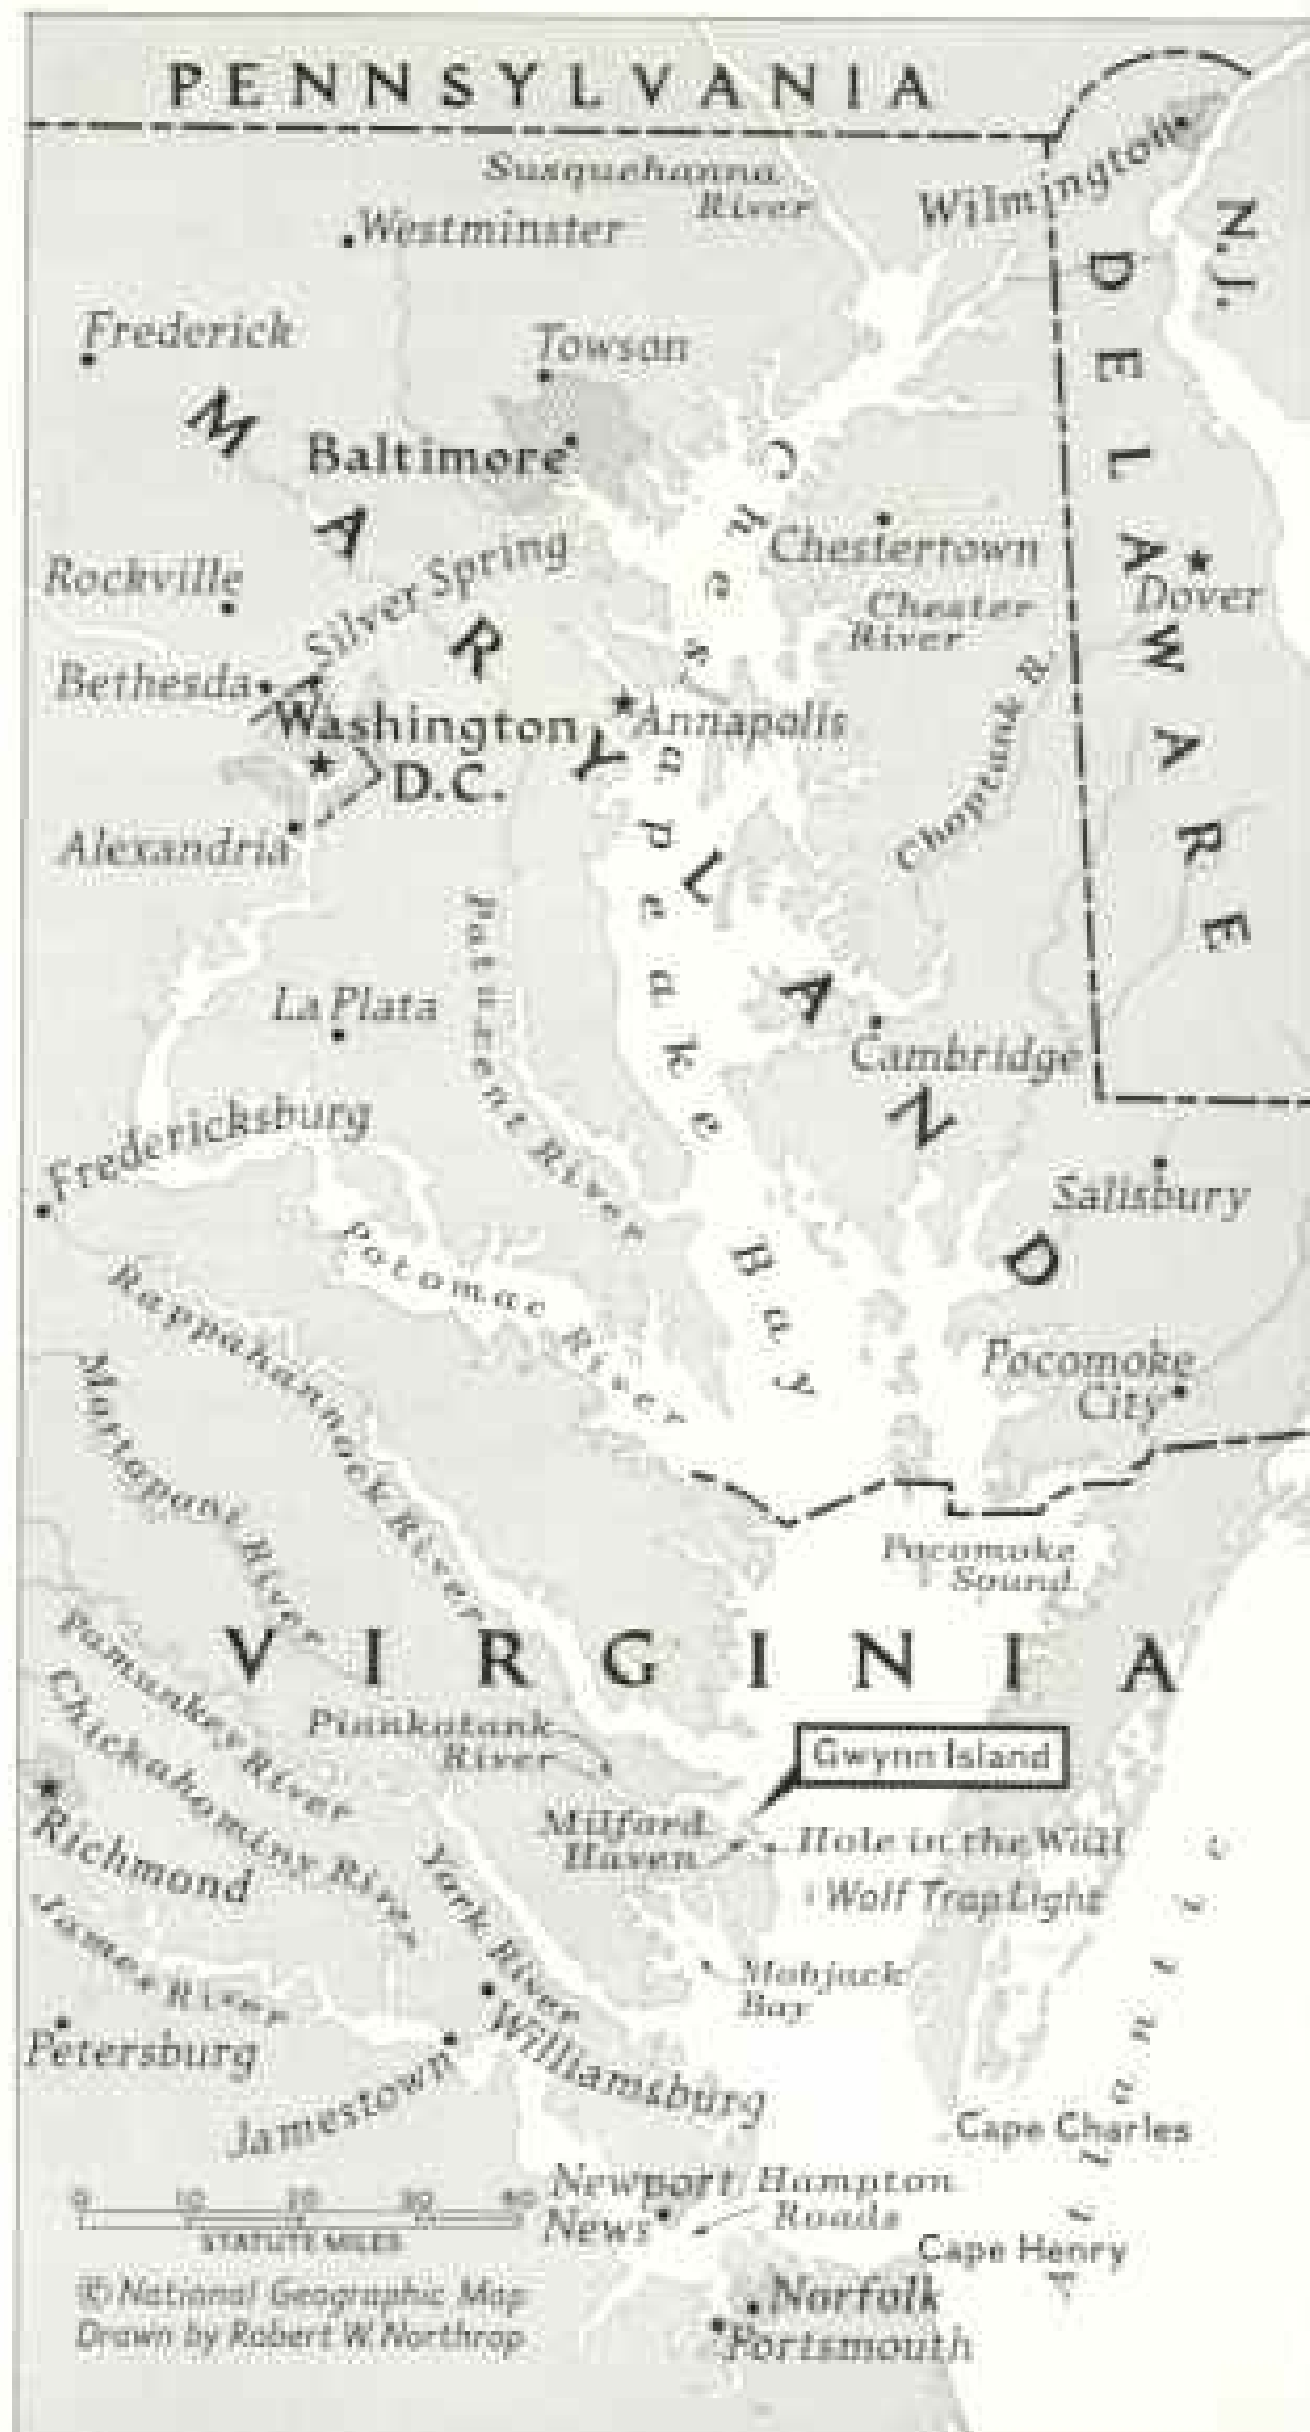 PENNSYLVANIA
Susquehanna
River
Wilmington
Westminster
N.J.
DELAWARE
Frederick
Towson
MARYLAND
Baltimore
Chesapeake Bay
Chestertown
Silver Spring
Rockville
Dover
Chester
River
Choptank R.
Bethesda
Washington
D.C.
Annapolis
Alexandria
Patuxent River
La Plata
Cambridge
Fredericksburg
Salisbury
Potomac River
Rappahannock River
Pocomoke
City
Mattaponi River
Pocomoke
Sound
Pamunkey River
VIRGINIA
Chickahominy River
Piankatank
River
Gwynn Island
Richmond
Milford
Haven
Hole in the Wall
York River
Wolf Trap Light
James River
Mobjack
Bay
Petersburg
Williamsburg
Jamestown
Cape Charles
Newport
News
Hampton
Roads
0 10 20 30 40
STATUTE MILES
Cape Henry
© National Geographic Map
Drawn by Robert W. Northrop
Norfolk
Portsmouth